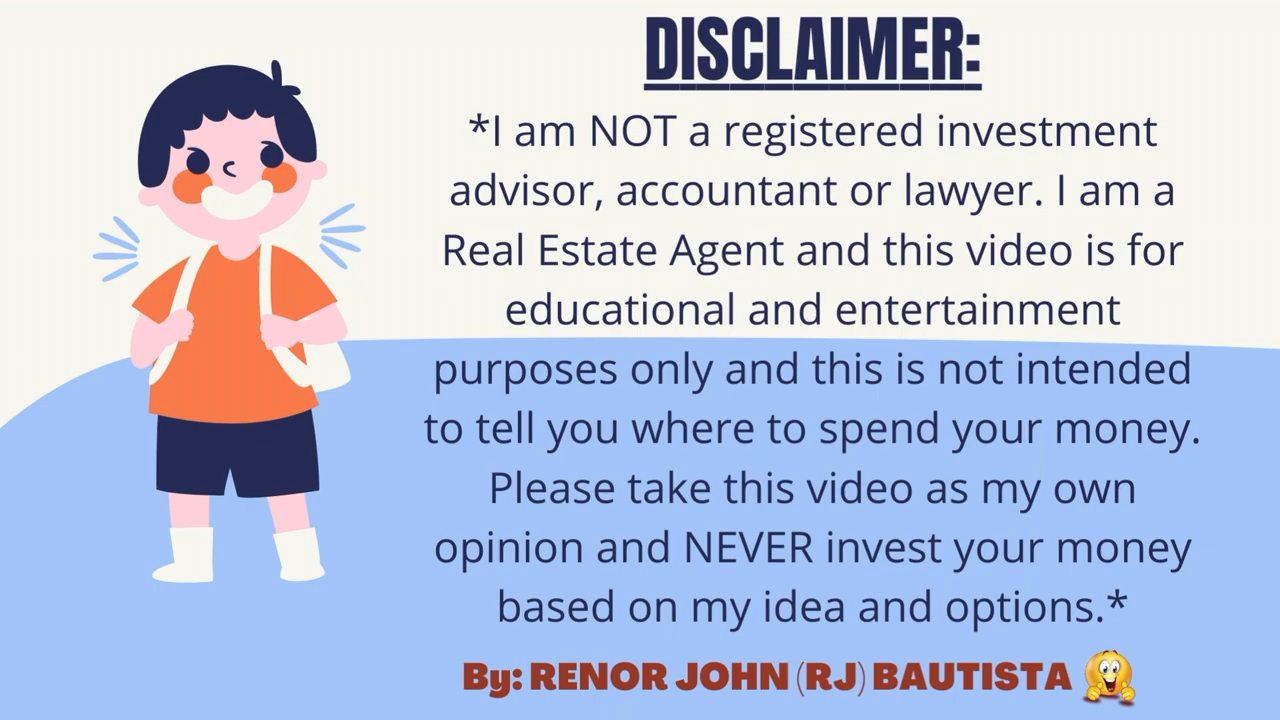 DISCLAIMER:
*I am NOT a registered investment
advisor, accountant or lawyer. I am a
Real Estate Agent and this video is for
educational and entertainment
purposes only and this is not intended
to tell you where to spend your money.
Please take this video as my own
opinion and NEVER invest your money
based on my idea and options.*
By: RENOR JOHN (RJ) BAUTISTA